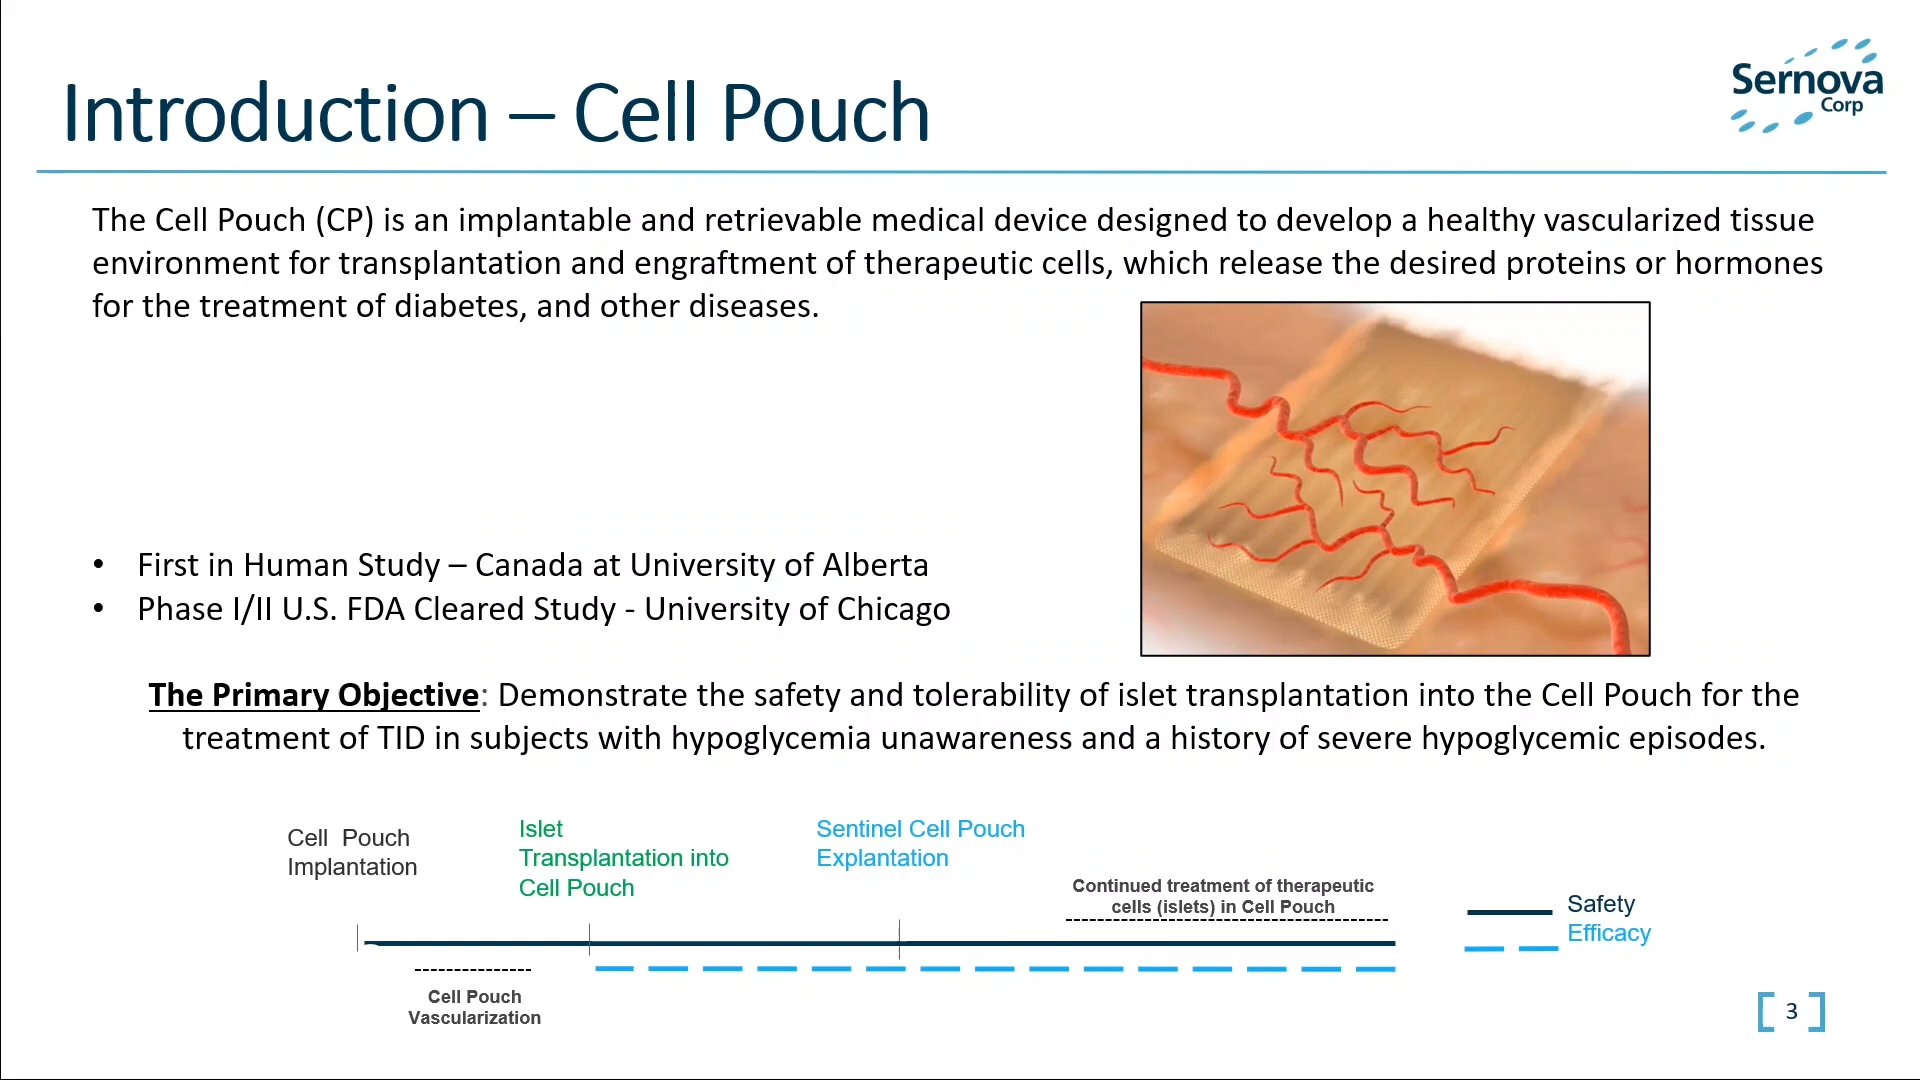 Introduction – Cell Pouch
Sernova
Corp
The Cell Pouch (CP) is an implantable and retrievable medical device designed to develop a healthy vascularized tissue
environment for transplantation and engraftment of therapeutic cells, which release the desired proteins or hormones
for the treatment of diabetes, and other diseases.
• First in Human Study – Canada at University of Alberta
• Phase I/II U.S. FDA Cleared Study - University of Chicago
The Primary Objective: Demonstrate the safety and tolerability of islet transplantation into the Cell Pouch for the
treatment of TID in subjects with hypoglycemia unawareness and a history of severe hypoglycemic episodes.
Cell Pouch
Implantation
Islet
Transplantation into
Cell Pouch
Sentinel Cell Pouch
Explantation
Continued treatment of therapeutic
cells (islets) in Cell Pouch
Safety
Efficacy
Cell Pouch
Vascularization
3